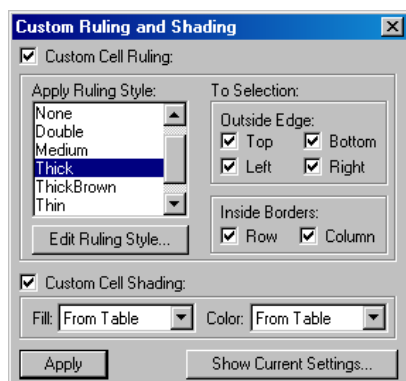 Custom Ruling and Shading
Custom Cell Ruling:
Apply Ruling Style:
None
Double
Medium
Thick
ThickBrown
Thin
Edit Ruling Style...
To Selection:
Outside Edge:
Top Bottom
Left Right
Inside Borders:
Row Column
Custom Cell Shading:
Fill: From Table Color: From Table
Apply Show Current Settings...